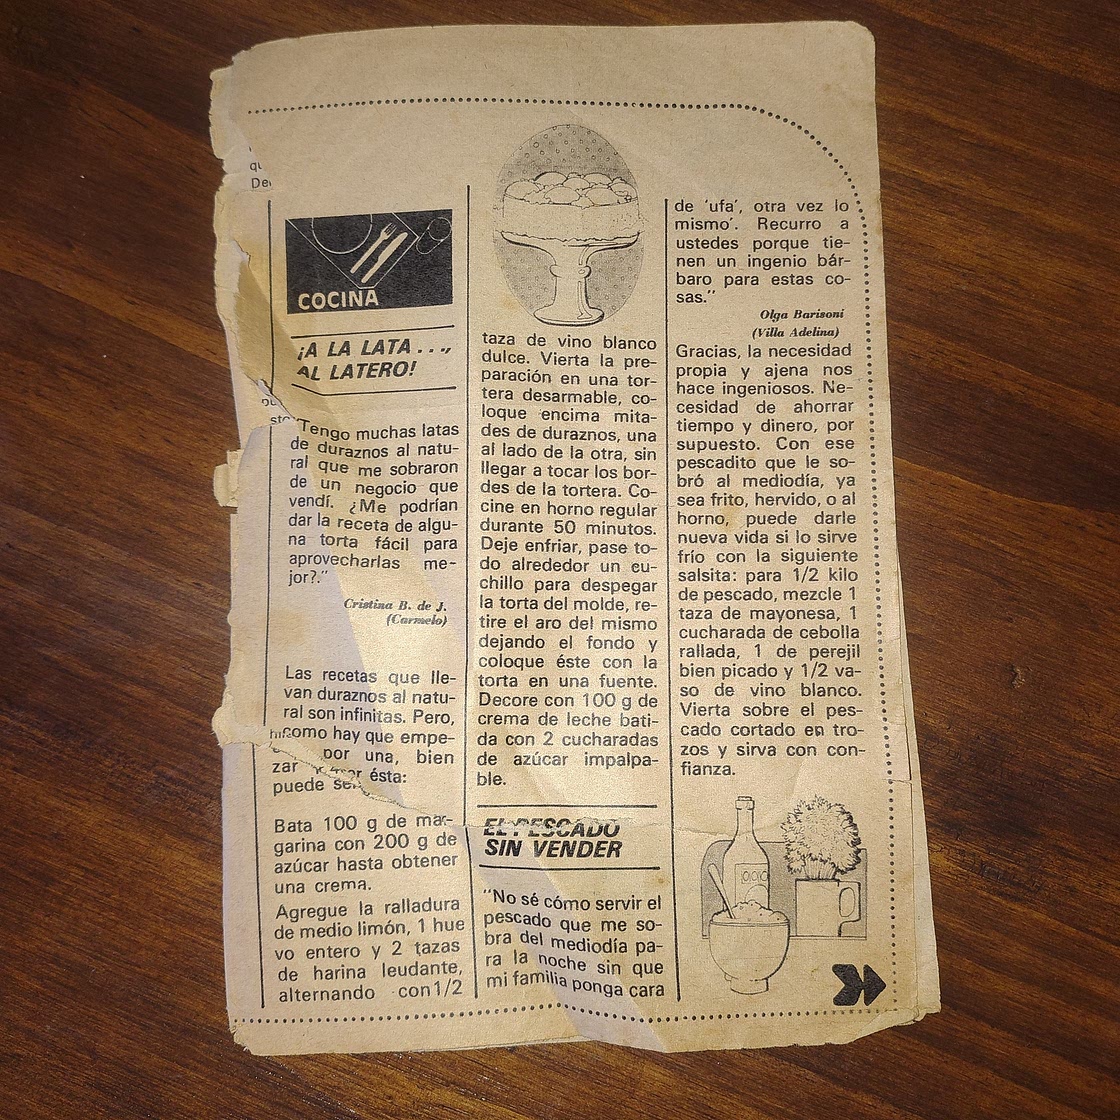 qu
De
COCINA
¡A LA LATA . . .,
AL LATERO!
"Tengo muchas latas
de duraznos al natu-
ral que me sobraron
de un negocio que
vendí. ¿Me podrían
dar la receta de algu-
na torta fácil para
aprovecharlas me-
jor?."
Cristina B. de J.
(Carmelo)
Las recetas que lle-
van duraznos al natu-
ral son infinitas. Pero,
como hay que empe-
zar por una, bien
puede ser ésta:
Bata 100 g de mar-
garina con 200 g de
azúcar hasta obtener
una crema.
Agregue la ralladura
de medio limón, 1 hue
vo entero y 2 tazas
de harina leudante,
alternando con 1/2
taza de vino blanco
dulce. Vierta la pre-
paración en una tor-
tera desarmable, co-
loque encima mita-
des de duraznos, una
al lado de la otra, sin
llegar a tocar los bor-
des de la tortera. Co-
cine en horno regular
durante 50 minutos.
Deje enfriar, pase to-
do alrededor un cu-
chillo para despegar
la torta del molde, re-
tire el aro del mismo
dejando el fondo y
coloque éste con la
torta en una fuente.
Decore con 100 g de
crema de leche bati-
da con 2 cucharadas
de azúcar impalpa-
ble.
EL PESCADO
SIN VENDER
"No sé cómo servir el
pescado que me so-
bra del mediodía pa-
ra la noche sin que
mi familia ponga cara
de 'ufa', otra vez lo
mismo'. Recurro a
ustedes porque tie-
nen un ingenio bár-
baro para estas co-
sas."
Olga Barisoni
(Villa Adelina)
Gracias, la necesidad
propia y ajena nos
hace ingeniosos. Ne-
cesidad de ahorrar
tiempo y dinero, por
supuesto. Con ese
pescadito que le so-
bró al mediodía, ya
sea frito, hervido, o al
horno, puede darle
nueva vida si lo sirve
frío con la siguiente
salsita: para 1/2 kilo
de pescado, mezcle 1
taza de mayonesa, 1
cucharada de cebolla
rallada, 1 de perejil
bien picado y 1/2 va-
so de vino blanco.
Vierta sobre el pes-
cado cortado en tro-
zos y sirva con con-
fianza.